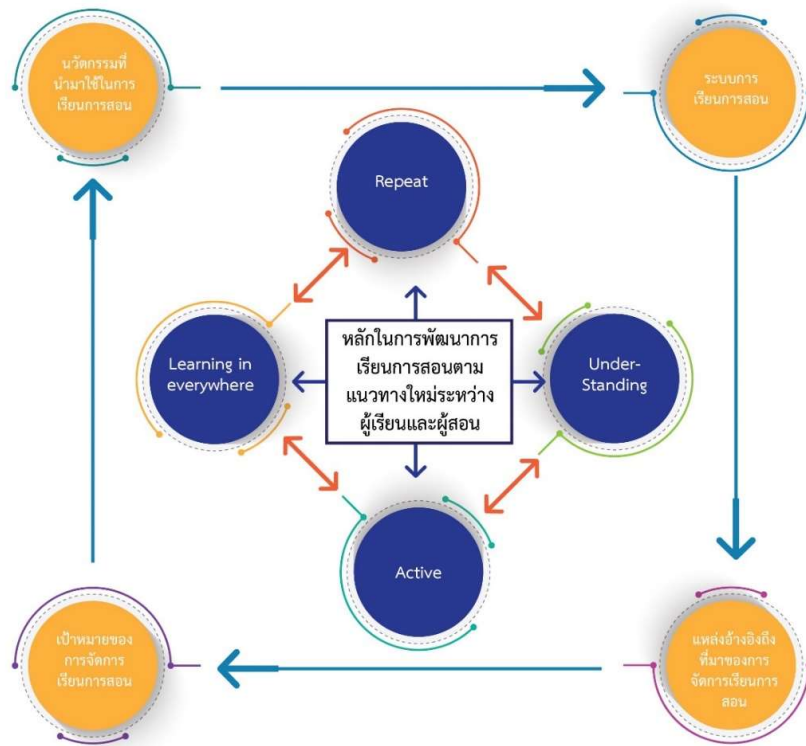 นวัตกรรมที่
นำมาใช้ในการ
เรียนการสอน
ระบบการ
เรียนการสอน
Repeat
Learning in
everywhere
หลักในการพัฒนาการ
เรียนการสอนตาม
แนวทางใหม่ระหว่าง
ผู้เรียนและผู้สอน
Under-
Standing
Active
เป้าหมายของ
การจัดการ
เรียนการสอน
แหล่งอ้างอิงถึง
ที่มาของการ
จัดการเรียนการ
สอน